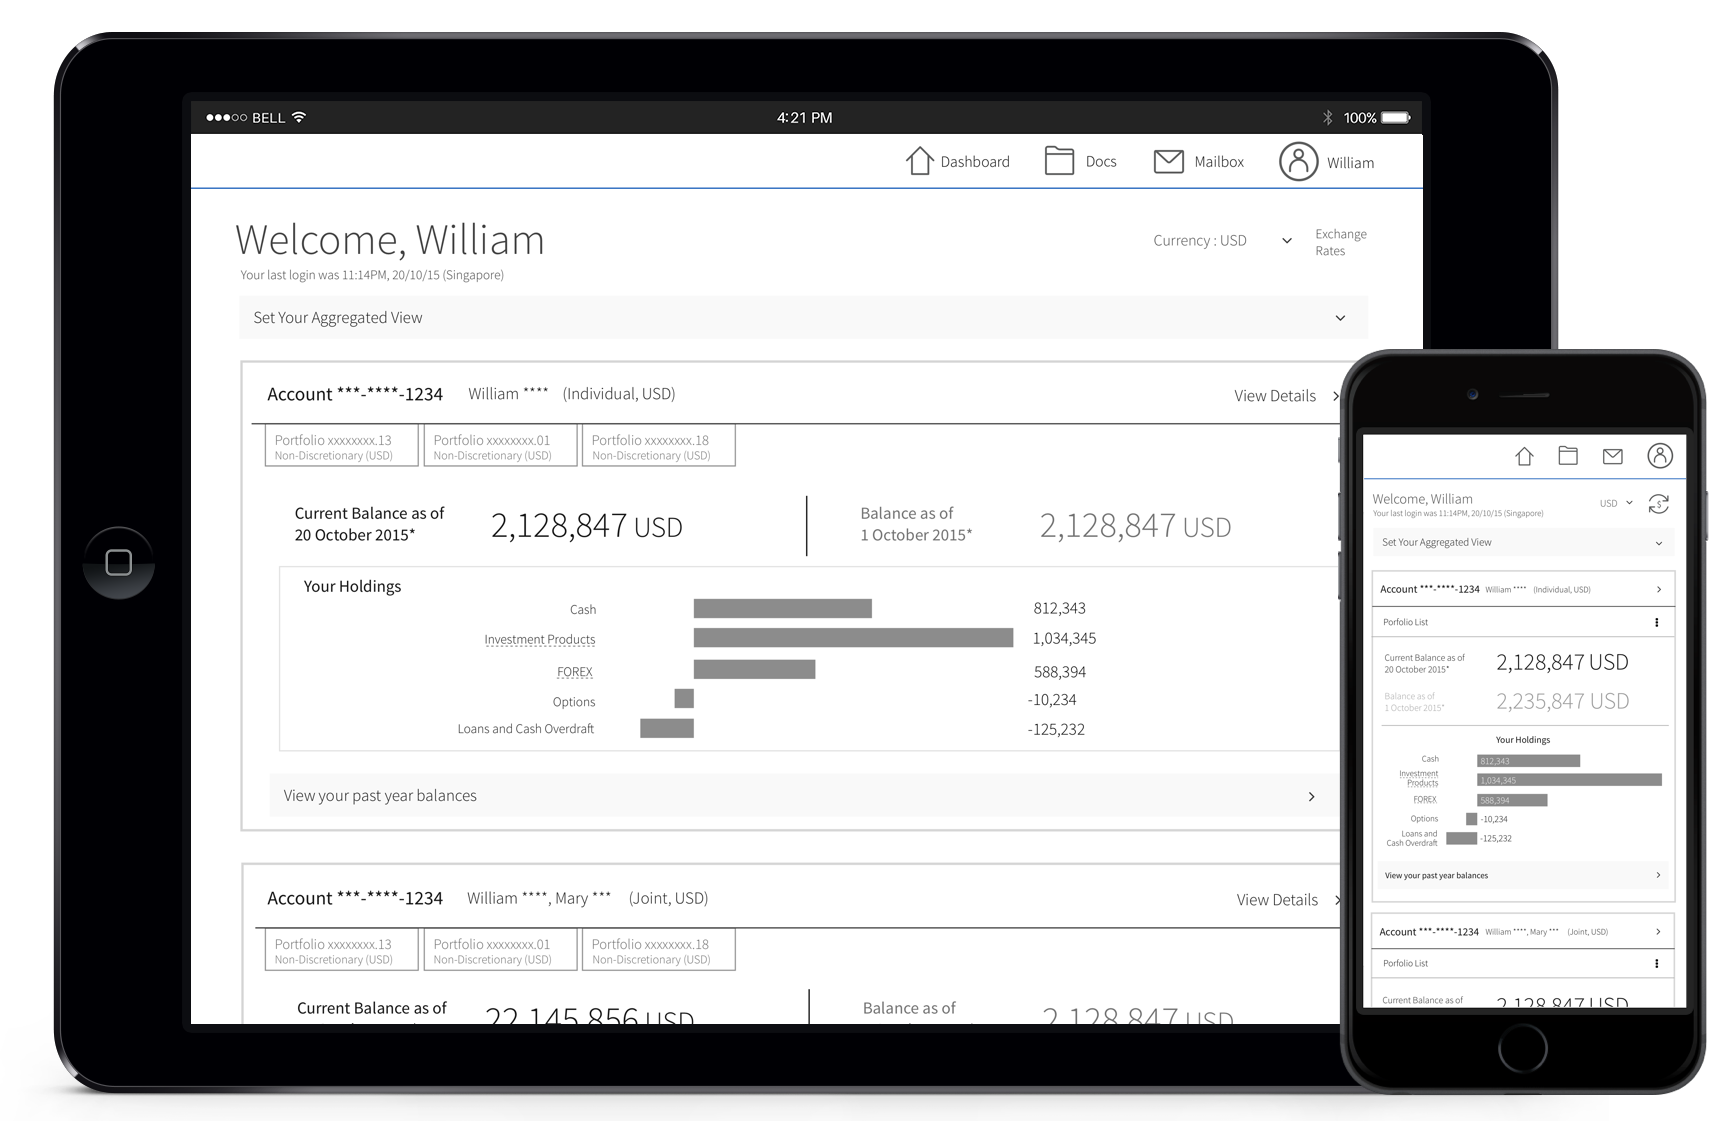 BELL 4:21 PM 100%
Dashboard Docs Mailbox William
Welcome, William
Your last login was 11:14PM, 20/10/15 (Singapore)
Currency : USD
Exchange
Rates
Set Your Aggregated View
Account ***-****-1234 William **** (Individual, USD) View Details
Portfolio xxxxxxxx.13 Portfolio xxxxxxxx.01 Portfolio xxxxxxxx.18
Non-Discretionary (USD) Non-Discretionary (USD) Non-Discretionary (USD)
Current Balance as of
20 October 2015*
2,128,847 USD
Balance as of
1 October 2015*
2,128,847 USD
Your Holdings
Cash 812,343
Investment Products 1,034,345
FOREX 588,394
Options -10,234
Loans and Cash Overdraft -125,232
View your past year balances
Account ***-****-1234 William ****, Mary *** (Joint, USD) View Details
Portfolio xxxxxxxx.13 Portfolio xxxxxxxx.01 Portfolio xxxxxxxx.18
Non-Discretionary (USD) Non-Discretionary (USD) Non-Discretionary (USD)
Current Balance as of 22,145,856 USD Balance as of 2,128,847 USD
Welcome, William
Your last login was 11:14PM, 20/10/15 (Singapore)
USD
$
Set Your Aggregated View
Account ***-****-1234 William **** (Individual, USD)
Porfolio List
Current Balance as of
20 October 2015*
2,128,847 USD
Balance as of
1 October 2015*
2,235,847 USD
Your Holdings
Cash 812,343
Investment
Products
1,034,345
FOREX 588,394
Options -10,234
Loans and
Cash Overdraft
-125,232
View your past year balances
Account ***-****-1234 William ****, Mary *** (Joint, USD)
Porfolio List
Current Balance as of 2,128,847 USD